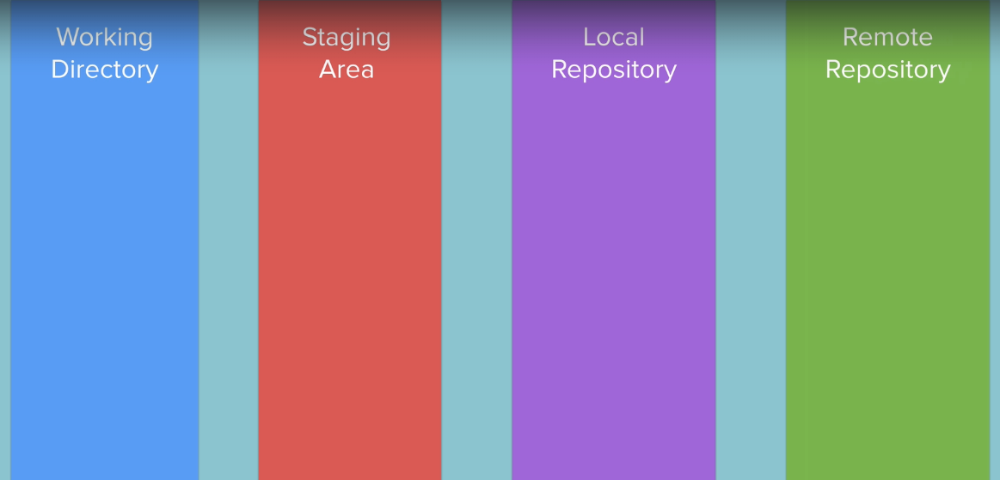 Working
Directory
Staging
Area
Local
Repository
Remote
Repository